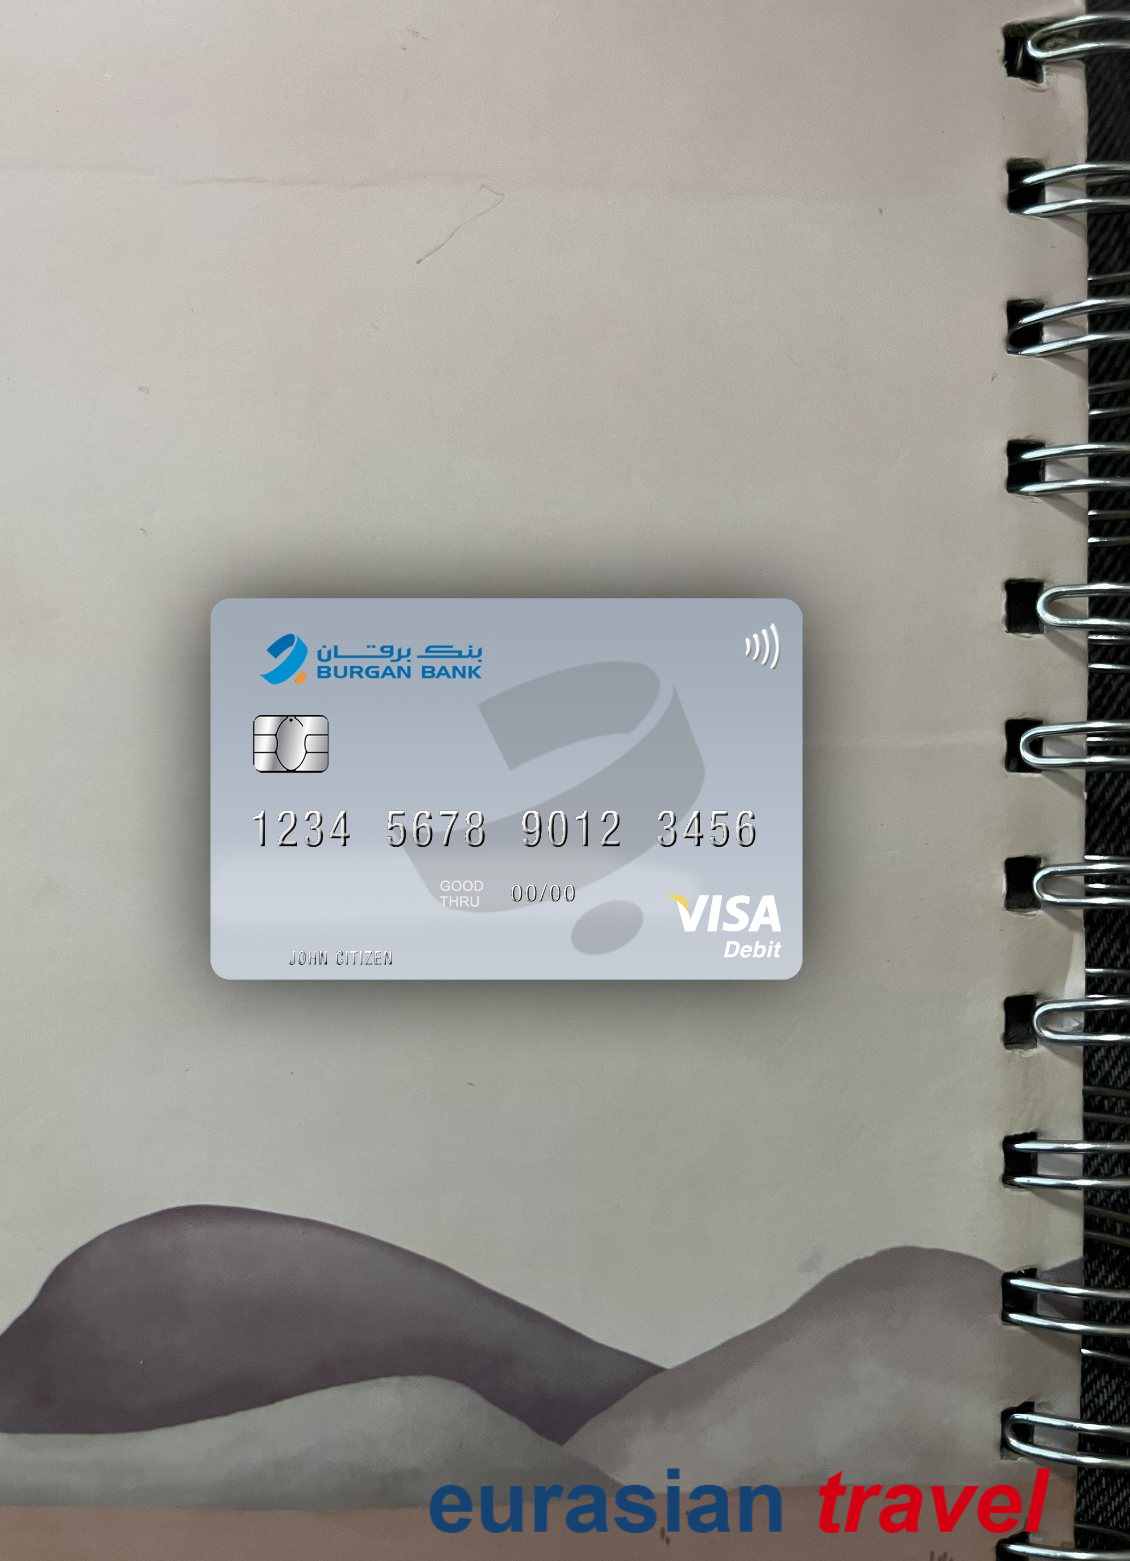 بنك برقان
BURGAN BANK
1234 5678 9012 3456
GOOD
THRU
00/00
VISA
Debit
JOHN CITIZEN
eurasian travel